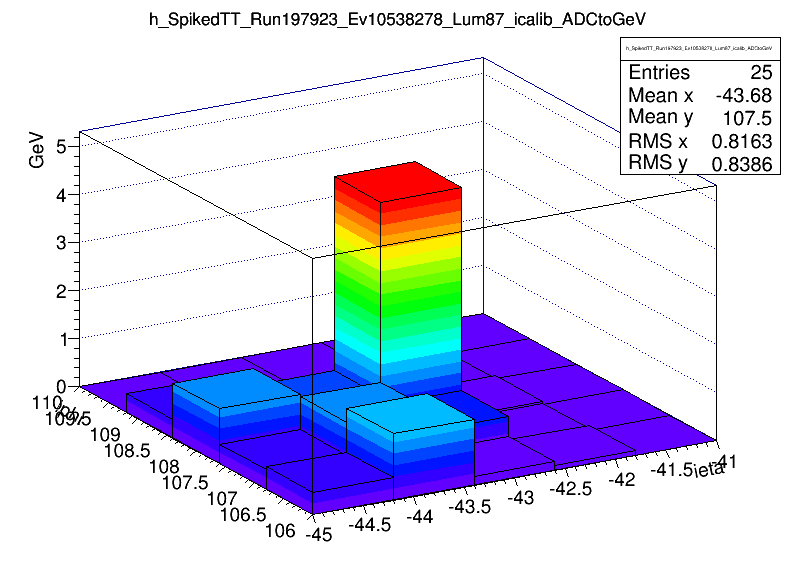 h_SpikedTT_Run197923_Ev10538278_Lum87_icalib_ADCtoGeV
h_SpikedTT_Run197923_Ev10538278_Lum87_icalib_ADCtoGeV
Entries 25
Mean x -43.68
Mean y 107.5
RMS x 0.8163
RMS y 0.8386
GeV
5
4
3
2
1
0
110
109.5
109
108.5
108
107.5
107
106.5
106
-45
-44.5
-44
-43.5
-43
-42.5
-42
-41.5
-41
ieta